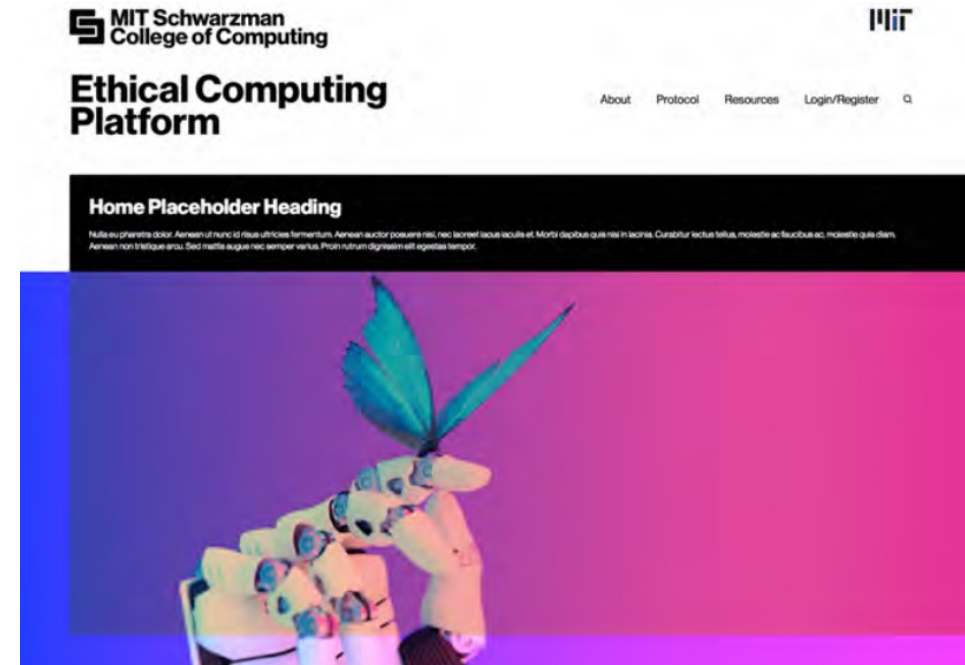 MIT Schwarzman
College of Computing
MIT
Ethical Computing
Platform
About Protocol Resources Login/Register
Home Placeholder Heading
Nulla eu pharetra dolor. Aenean ut nunc id risus ultricies fermentum. Aenean auctor posuere nisl, nec laoreet lacus iaculis et. Morbi dapibus quis nisi in lacinia. Curabitur lectus tellus, molestie ac faucibus ac, molestie quis diam.
Aenean non tristique arcu. Sed mattis augue nec semper varius. Proin rutrum dignissim elit egestas tempor.